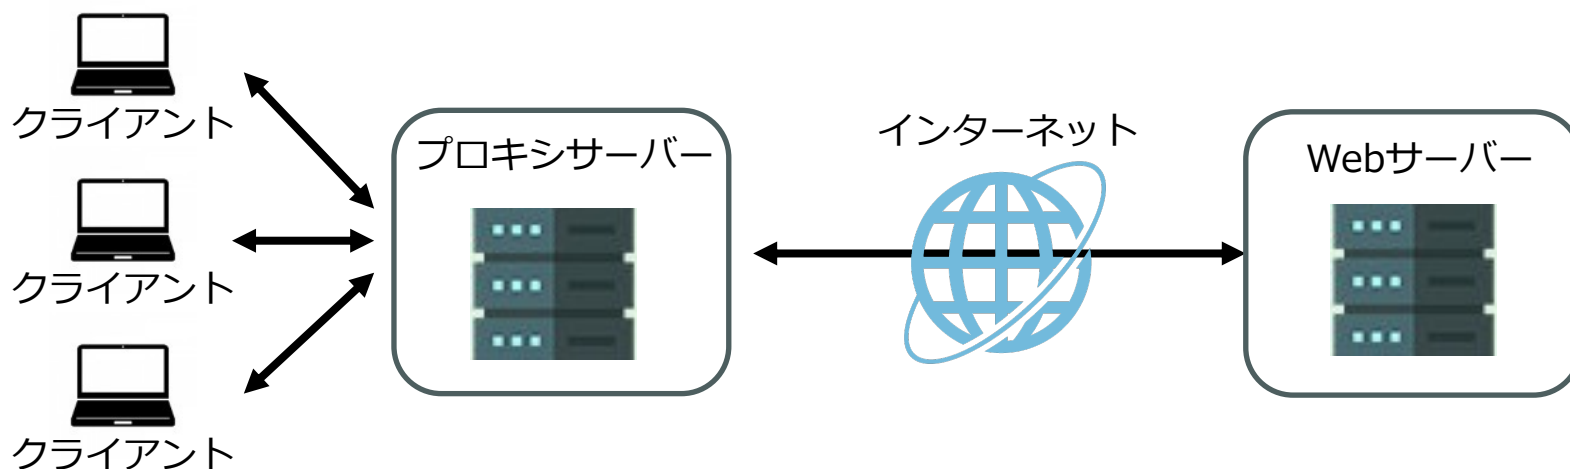 クライアント
クライアント
クライアント
プロキシサーバー
インターネット
Webサーバー